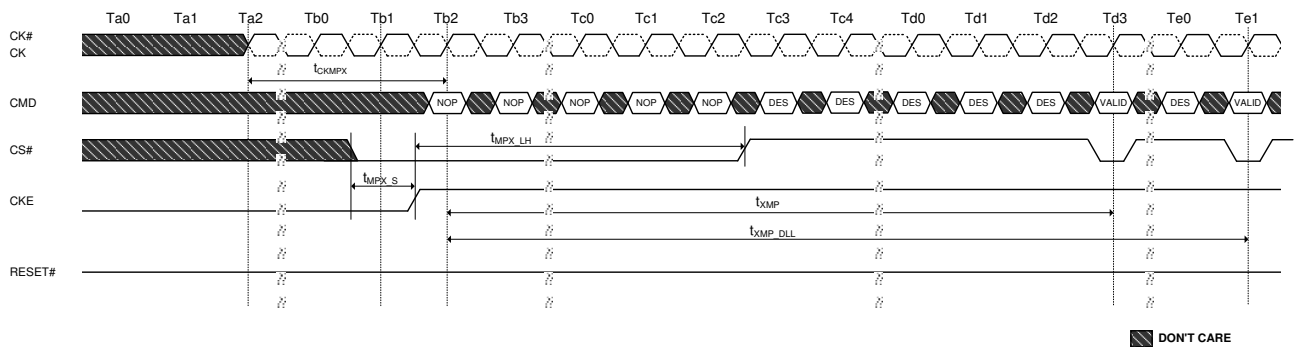 Ta0 Ta1 Ta2 Tb0 Tb1 Tb2 Tb3 Tc0 Tc1 Tc2 Tc3 Tc4 Td0 Td1 Td2 Td3 Te0 Te1
CK#
CK
tCKMPX
CMD NOP NOP NOP NOP NOP DES DES DES DES DES VALID DES VALID
tMPX_LH
CS#
tMPX_S
CKE
tXMP
tXMP_DLL
RESET#
DON'T CARE